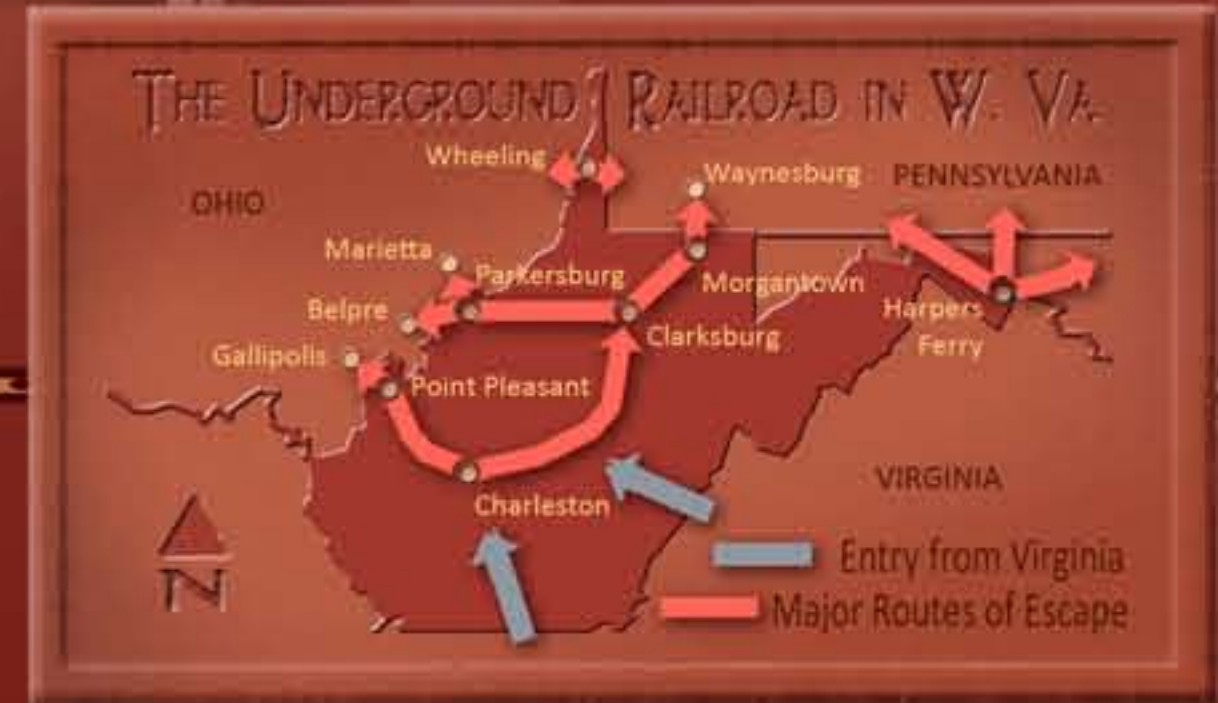 THE UNDERGROUND RAILROAD IN W. VA.
Wheeling
Waynesburg
PENNSYLVANIA
OHIO
Marietta
Parkersburg
Morgantown
Belpre
Harpers
Ferry
Clarksburg
Gallipolis
Point Pleasant
VIRGINIA
Charleston
Entry from Virginia
N
Major Routes of Escape